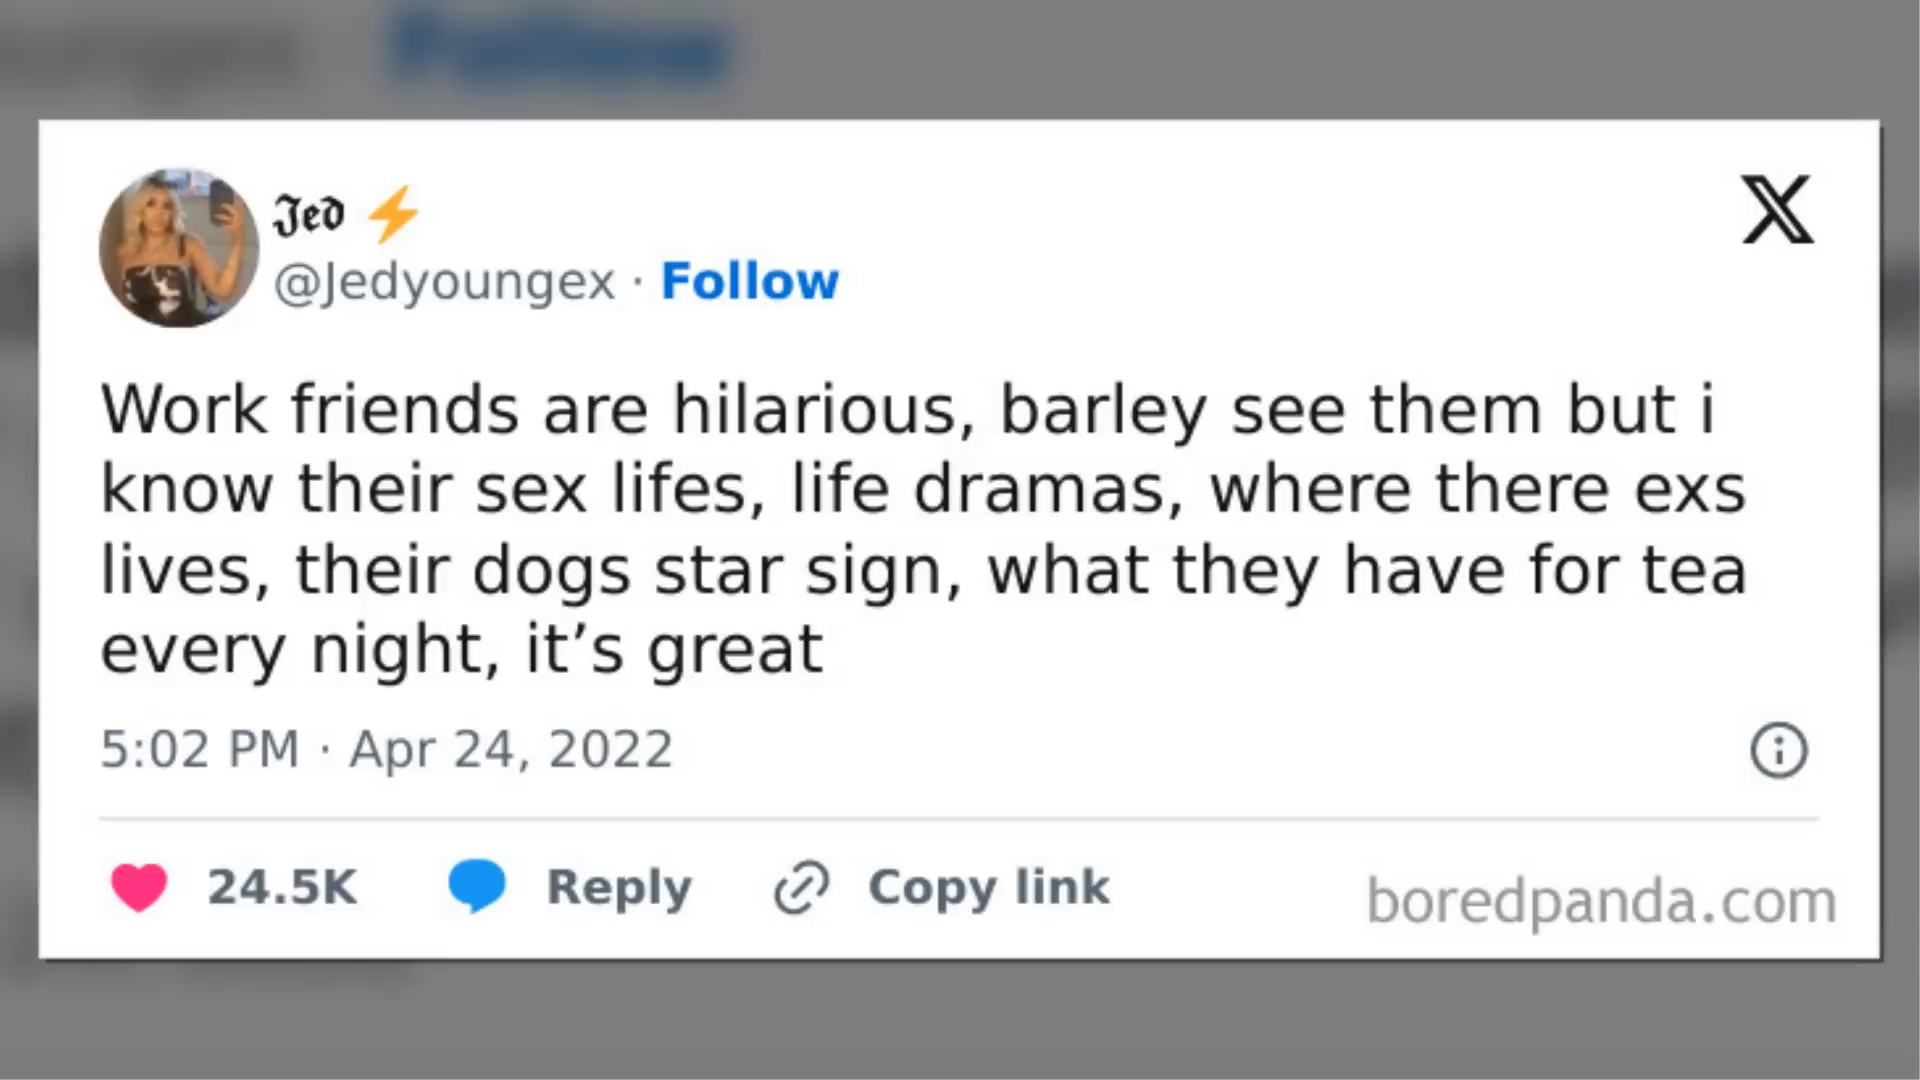 Follow
Jed ⚡
@Jedyoungex · Follow
Work friends are hilarious, barley see them but i
know their sex lifes, life dramas, where there exs
lives, their dogs star sign, what they have for tea
every night, it’s great
5:02 PM · Apr 24, 2022
24.5K
Reply
Copy link
boredpanda.com